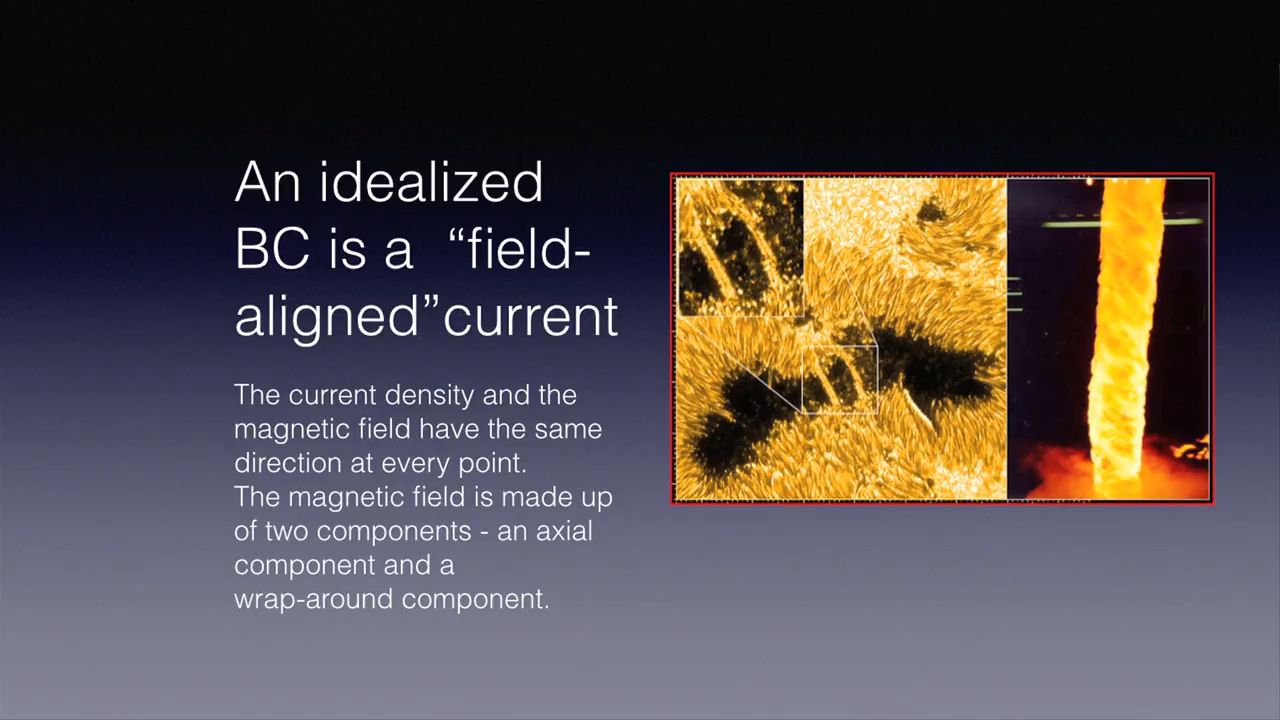 An idealized
BC is a “field-
aligned”current
The current density and the
magnetic field have the same
direction at every point.
The magnetic field is made up
of two components - an axial
component and a
wrap-around component.